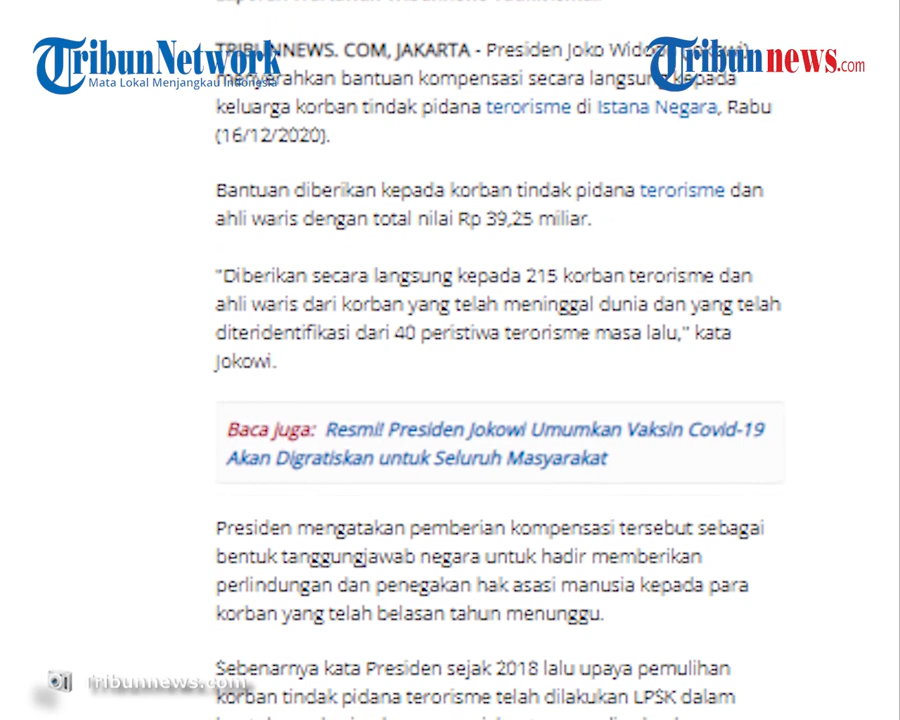 Tribun Network
Mata Lokal Menjangkau Indonesia
Tribunnews.com
TRIBUNNEWS. COM, JAKARTA - Presiden Joko
bantuan kompensasi secara langsung kepada
keluarga korban tindak pidana terorisme di Istana Negara, Rabu
(16/12/2020).
Bantuan diberikan kepada korban tindak pidana terorisme dan
ahli waris dengan total nilai Rp 39,25 miliar.
"Diberikan secara langsung kepada 215 korban terorisme dan
ahli waris dari korban yang telah meninggal dunia dan yang telah
diteridentifikasi dari 40 peristiwa terorisme masa lalu," kata
Jokowi.
Baca juga: Resmi! Presiden Jokowi Umumkan Vaksin Covid-19
Akan Digratiskan untuk Seluruh Masyarakat
Presiden mengatakan pemberian kompensasi tersebut sebagai
bentuk tanggungjawab negara untuk hadir memberikan
perlindungan dan penegakan hak asasi manusia kepada para
korban yang telah belasan tahun menunggu.
Sebenarnya kata Presiden sejak 2018 lalu upaya pemulihan
korban tindak pidana terorisme telah dilakukan LPSK dalam
Tribunnews.com